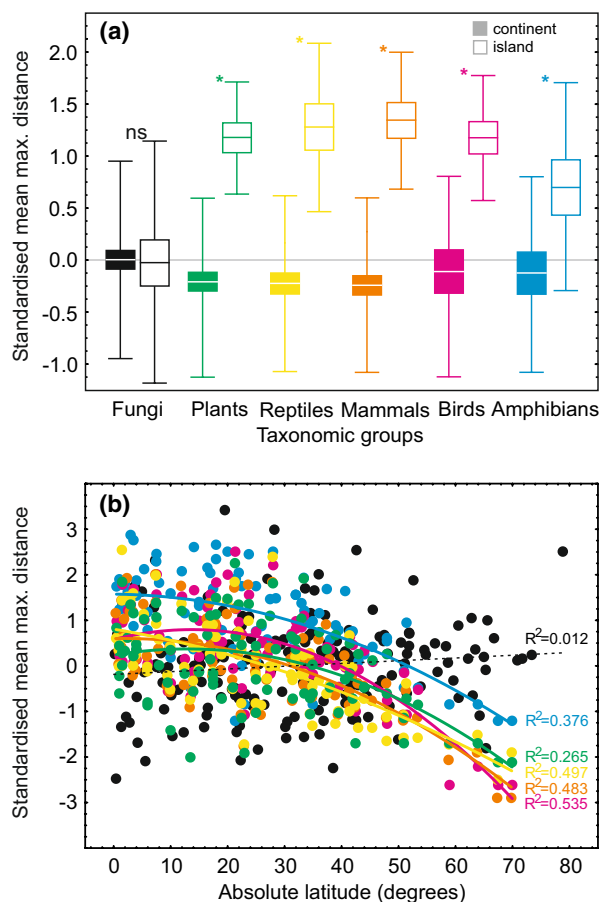 (a)
continent
island
Standardised mean max. distance
2.0
1.5
1.0
0.5
0.0
-0.5
-1.0
ns
*
*
*
*
*
Fungi Plants Reptiles Mammals Birds Amphibians
Taxonomic groups
(b)
Standardised mean max. distance
4
3
2
1
0
-1
-2
-3
R²=0.012
R²=0.376
R²=0.265
R²=0.497
R²=0.483
R²=0.535
0 10 20 30 40 50 60 70 80
Absolute latitude (degrees)